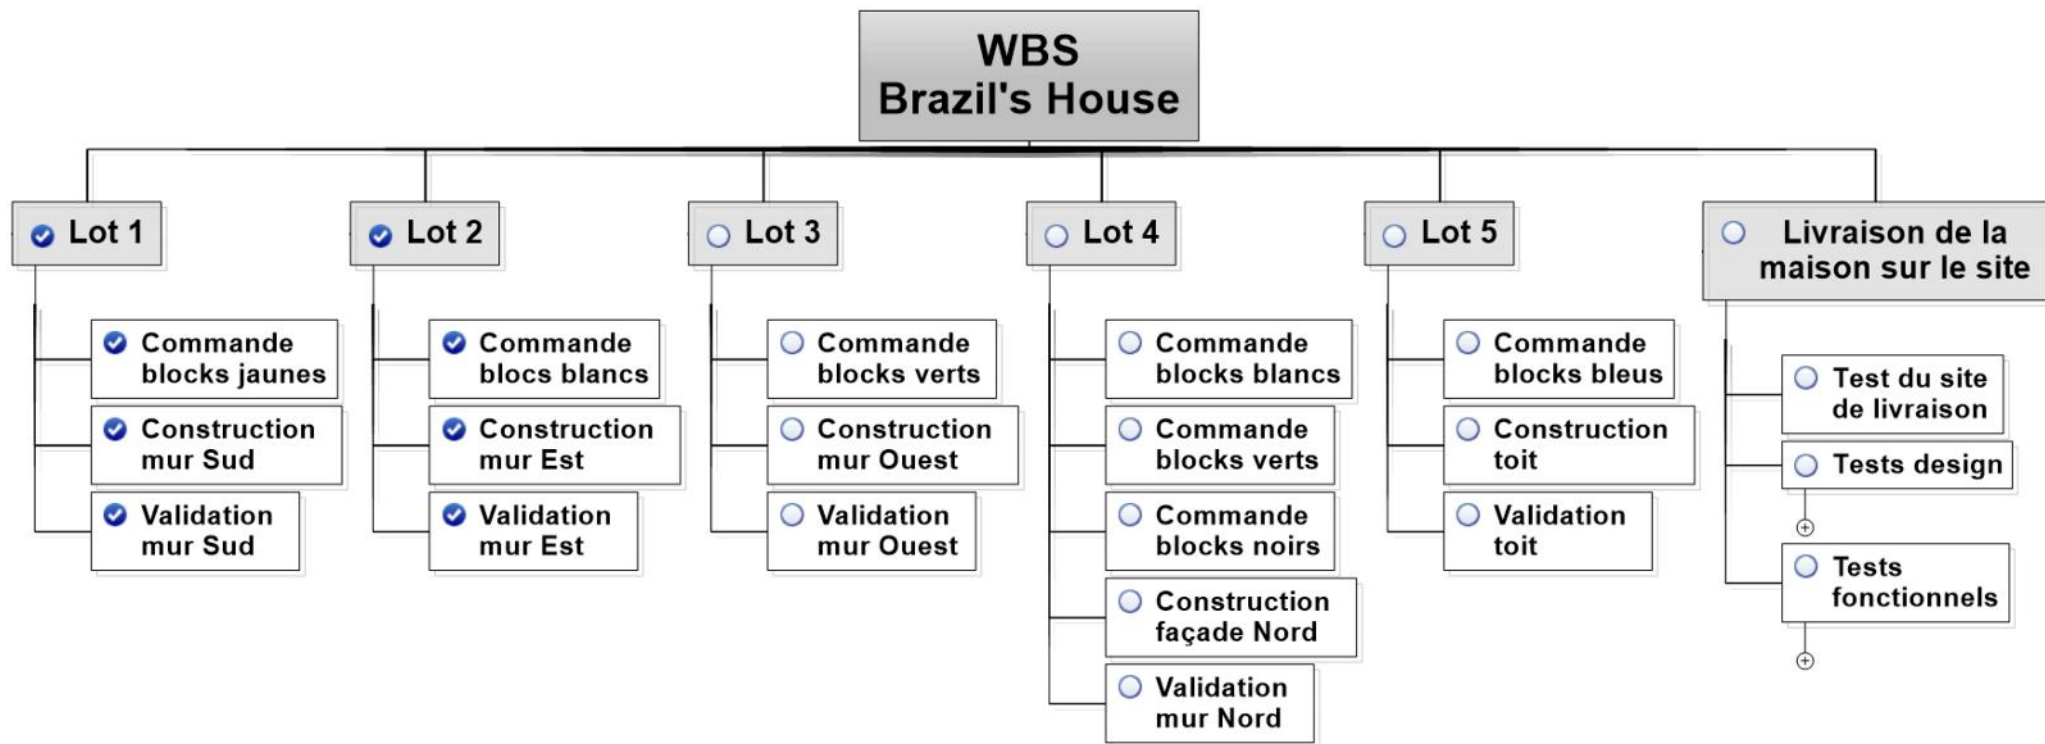 WBS
Brazil's House
Lot 1
Commande
blocks jaunes
Construction
mur Sud
Validation
mur Sud
Lot 2
Commande
blocs blancs
Construction
mur Est
Validation
mur Est
Lot 3
Commande
blocks verts
Construction
mur Ouest
Validation
mur Ouest
Lot 4
Commande
blocks blancs
Commande
blocks verts
Commande
blocks noirs
Construction
façade Nord
Validation
mur Nord
Lot 5
Commande
blocks bleus
Construction
toit
Validation
toit
Livraison de la
maison sur le site
Test du site
de livraison
Tests design
Tests
fonctionnels